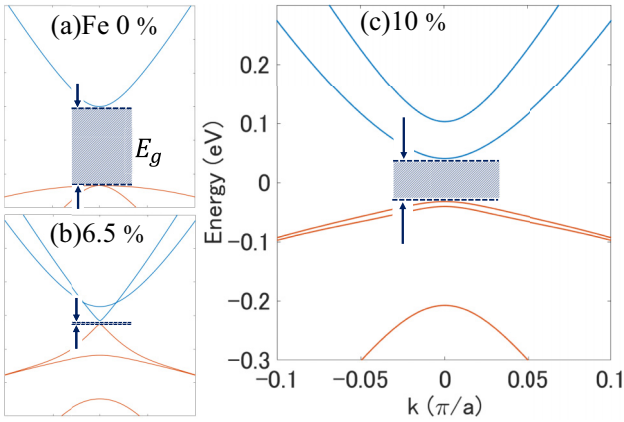 (a)Fe 0 %
E_g
(b)6.5 %
(c)10 %
Energy (eV)
0.2
0.1
0
-0.1
-0.2
-0.3
-0.1
-0.05
0
0.05
0.1
k (π/a)